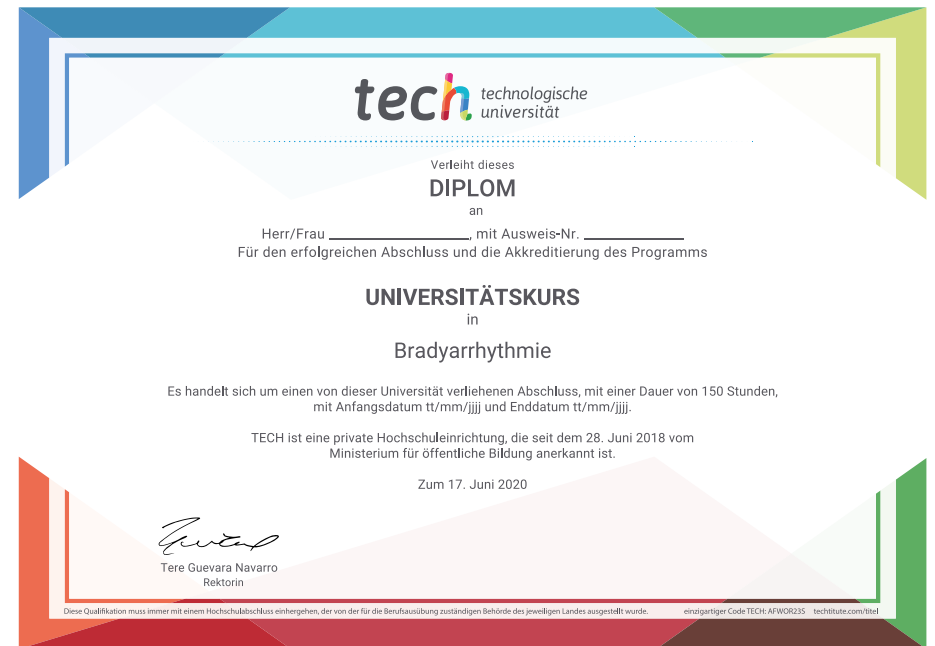 tech technologische
universität
Verleiht dieses
DIPLOM
an
Herr/Frau ____________________, mit Ausweis-Nr. ______________
Für den erfolgreichen Abschluss und die Akkreditierung des Programms
UNIVERSITÄTSKURS
in
Bradyarrhythmie
Es handelt sich um einen von dieser Universität verliehenen Abschluss, mit einer Dauer von 150 Stunden,
mit Anfangsdatum tt/mm/jjjj und Enddatum tt/mm/jjjj.
TECH ist eine private Hochschuleinrichtung, die seit dem 28. Juni 2018 vom
Ministerium für öffentliche Bildung anerkannt ist.
Zum 17. Juni 2020
Tere Guevara Navarro
Rektorin
Diese Qualifikation muss immer mit einem Hochschulabschluss einhergehen, der von der für die Berufsausübung zuständigen Behörde des jeweiligen Landes ausgestellt wurde. einzigartiger Code TECH: AFWOR23S techtitute.com/titel